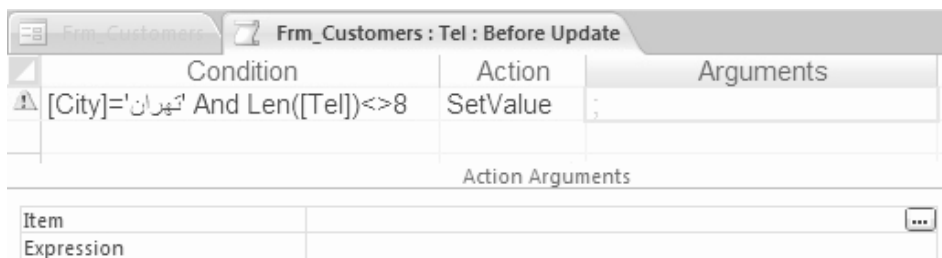 Frm_Customers Frm_Customers : Tel : Before Update
Condition Action Arguments
[City]='تهران' And Len([Tel])<>8 SetValue ;
Action Arguments
Item ...
Expression